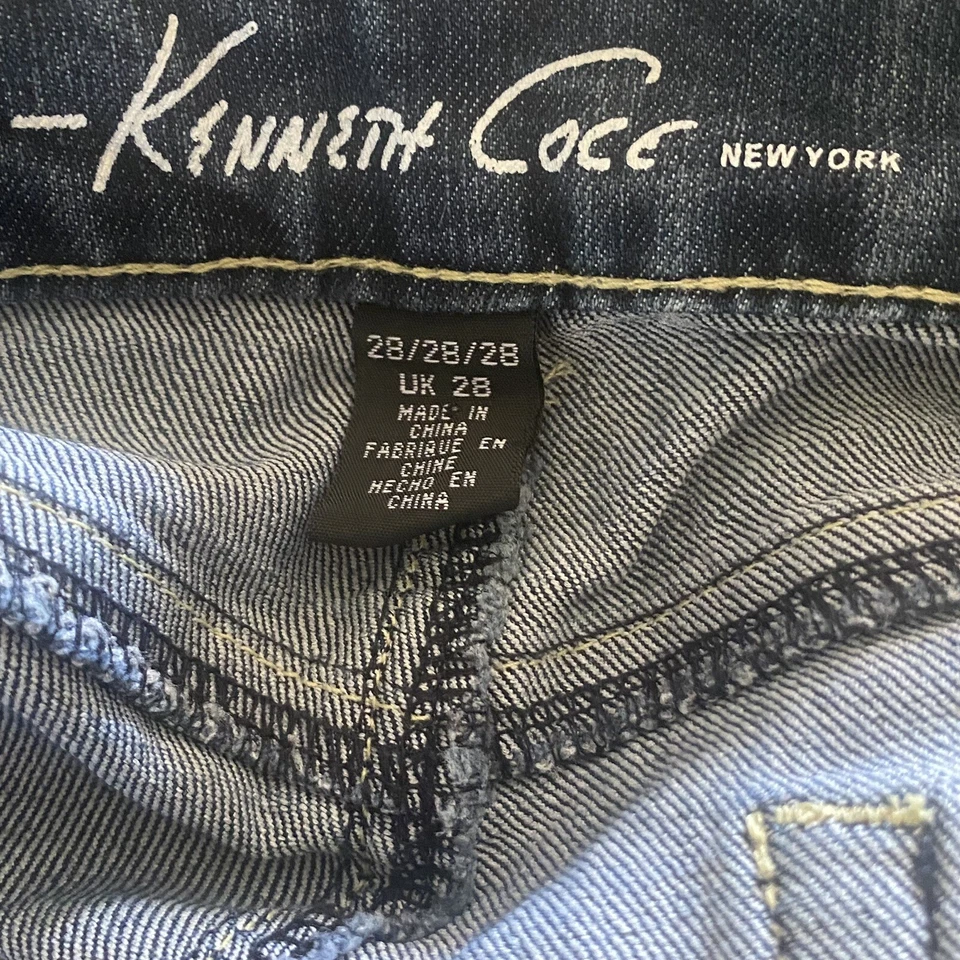 -KENNETH COLE NEW YORK
28/28/28
UK 28
MADE IN
CHINA
FABRIQUE EN
CHINE
HECHO EN
CHINA